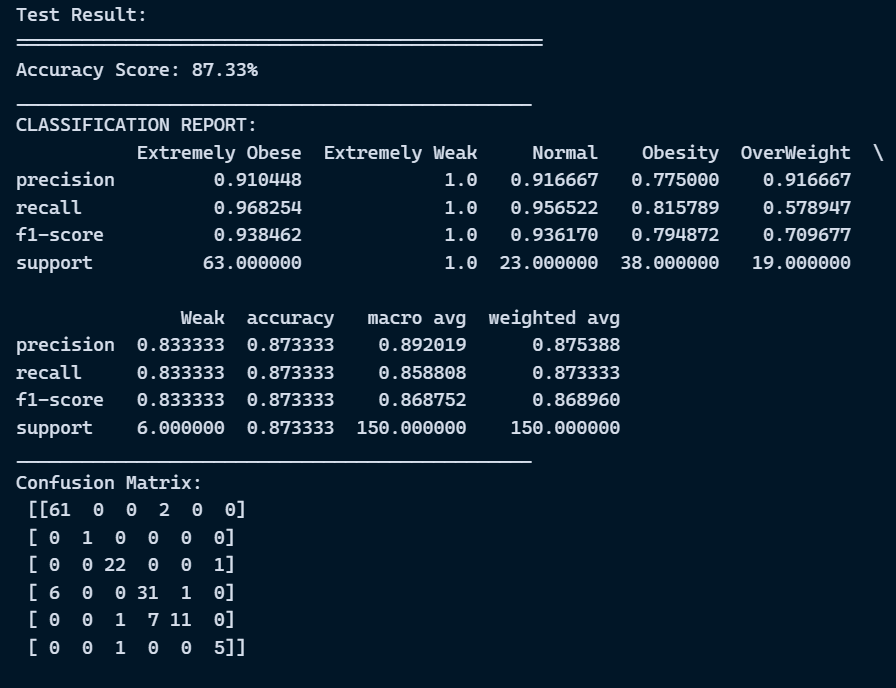 Test Result:
================================================
Accuracy Score: 87.33%
_______________________________________________
CLASSIFICATION REPORT:
           Extremely Obese  Extremely Weak     Normal    Obesity  OverWeight  \
precision         0.910448             1.0   0.916667   0.775000    0.916667
recall            0.968254             1.0   0.956522   0.815789    0.578947
f1-score          0.938462             1.0   0.936170   0.794872    0.709677
support          63.000000             1.0  23.000000  38.000000   19.000000
               Weak  accuracy   macro avg  weighted avg
precision  0.833333  0.873333    0.892019      0.875388
recall     0.833333  0.873333    0.858808      0.873333
f1-score   0.833333  0.873333    0.868752      0.868960
support    6.000000  0.873333  150.000000    150.000000
_______________________________________________
Confusion Matrix:
 [[61  0  0  2  0  0]
 [ 0  1  0  0  0  0]
 [ 0  0 22  0  0  1]
 [ 6  0  0 31  1  0]
 [ 0  0  1  7 11  0]
 [ 0  0  1  0  0  5]]